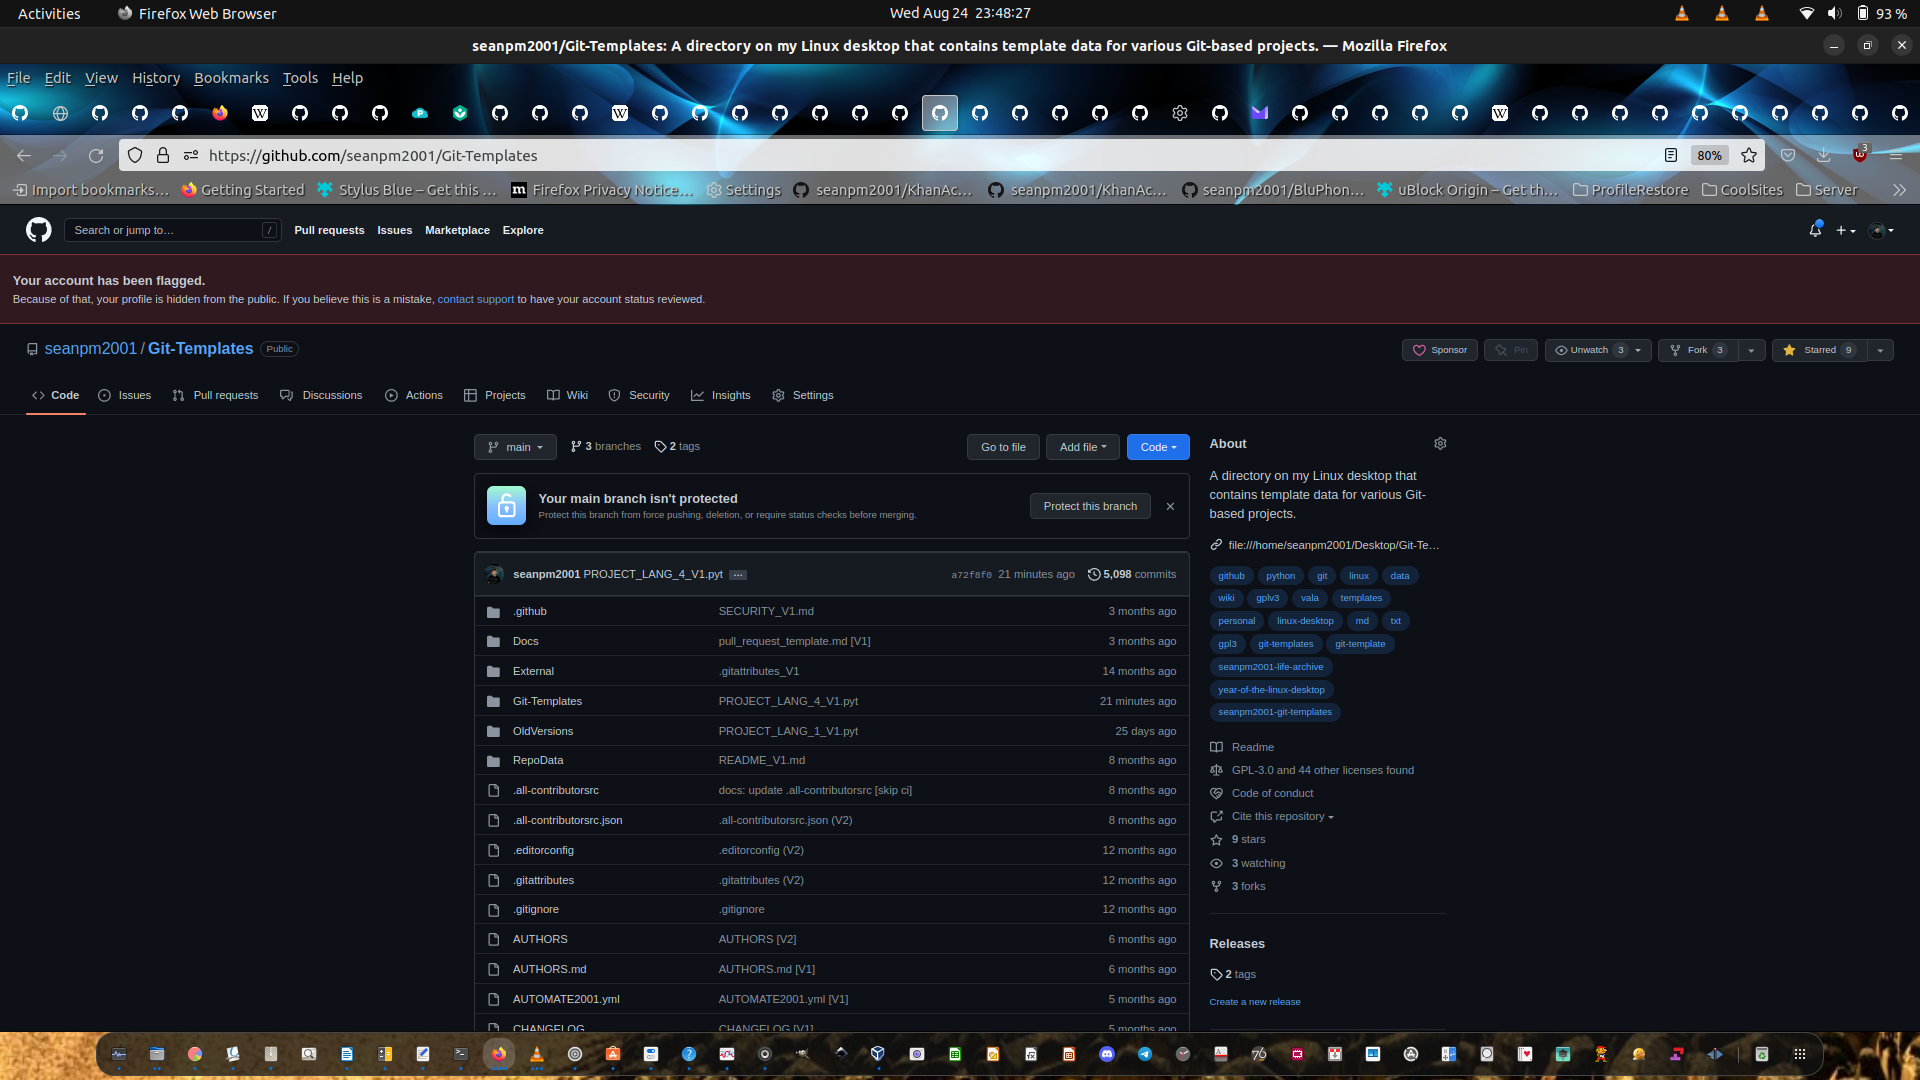 Activities
Firefox Web Browser
Wed Aug 24 23:48:27
93 %
seanpm2001/Git-Templates: A directory on my Linux desktop that contains template data for various Git-based projects. — Mozilla Firefox
File Edit View History Bookmarks Tools Help
https://github.com/seanpm2001/Git-Templates
80%
3
Import bookmarks… Getting Started Stylus Blue – Get this … Firefox Privacy Notice… Settings seanpm2001/KhanAc… seanpm2001/KhanAc… seanpm2001/BluPhon… uBlock Origin – Get th… ProfileRestore CoolSites Server
Search or jump to… / Pull requests Issues Marketplace Explore
Your account has been flagged.
Because of that, your profile is hidden from the public. If you believe this is a mistake, contact support to have your account status reviewed.
seanpm2001 / Git-Templates Public
Sponsor Pin Unwatch 3 Fork 3 Starred 9
Code Issues Pull requests Discussions Actions Projects Wiki Security Insights Settings
main 3 branches 2 tags Go to file Add file Code
Your main branch isn't protected
Protect this branch from force pushing, deletion, or require status checks before merging.
Protect this branch
seanpm2001 PROJECT_LANG_4_V1.pyt … a72f8f0 21 minutes ago 5,098 commits
.github SECURITY_V1.md 3 months ago
Docs pull_request_template.md [V1] 3 months ago
External .gitattributes_V1 14 months ago
Git-Templates PROJECT_LANG_4_V1.pyt 21 minutes ago
OldVersions PROJECT_LANG_1_V1.pyt 25 days ago
RepoData README_V1.md 8 months ago
.all-contributorsrc docs: update .all-contributorsrc [skip ci] 8 months ago
.all-contributorsrc.json .all-contributorsrc.json (V2) 8 months ago
.editorconfig .editorconfig (V2) 12 months ago
.gitattributes .gitattributes (V2) 12 months ago
.gitignore .gitignore 12 months ago
AUTHORS AUTHORS [V2] 6 months ago
AUTHORS.md AUTHORS.md [V1] 6 months ago
AUTOMATE2001.yml AUTOMATE2001.yml [V1] 5 months ago
CHANGELOG CHANGELOG [V1] 5 months ago
About
A directory on my Linux desktop that
contains template data for various Git-
based projects.
file:///home/seanpm2001/Desktop/Git-Te…
github python git linux data
wiki gplv3 vala templates
personal linux-desktop md txt
gpl3 git-templates git-template
seanpm2001-life-archive
year-of-the-linux-desktop
seanpm2001-git-templates
Readme
GPL-3.0 and 44 other licenses found
Code of conduct
Cite this repository
9 stars
3 watching
3 forks
Releases
2 tags
Create a new release